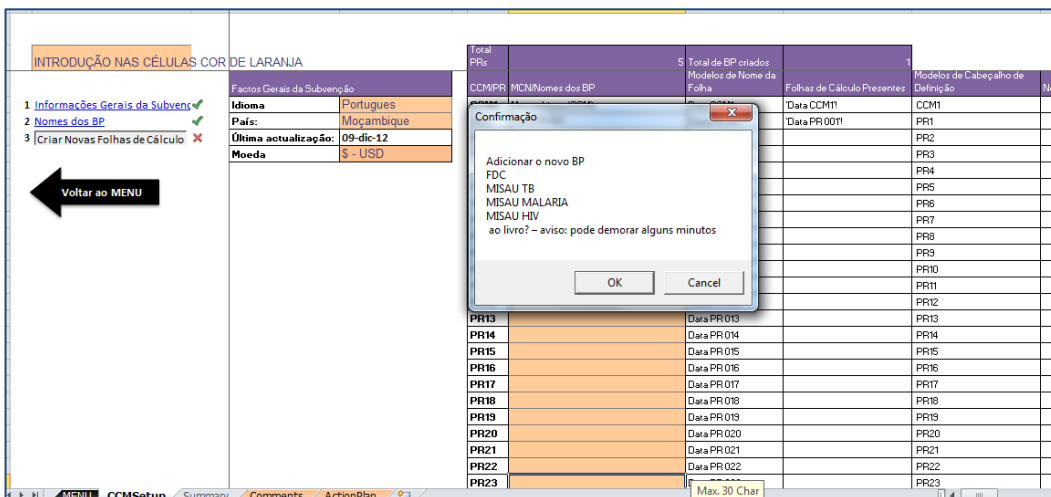 INTRODUÇÃO NAS CÉLULAS COR DE LARANJA
1 Informações Gerais da Subvenç
2 Nomes dos BP
3 Criar Novas Folhas de Cálculo
Voltar ao MENU
Factos Gerais da Subvenção
Idioma Portugues
País: Moçambique
Última actualização: 09-dic-12
Moeda $ - USD
Total PRs 5 Total de BP criados 1
CCM/PR MCN/Nomes dos BP Modelos de Nome da Folha Folhas de Cálculo Presentes Modelos de Cabeçalho de Definição
'Data CCM1'! CCM1
'Data PR 001'! PR1
PR2
PR3
PR4
PR5
PR6
PR7
PR8
PR9
PR10
PR11
PR12
Confirmação
Adicionar o novo BP
FDC
MISAU TB
MISAU MALARIA
MISAU HIV
ao livro? – aviso: pode demorar alguns minutos
OK Cancel
PR13 Data PR 013 PR13
PR14 Data PR 014 PR14
PR15 Data PR 015 PR15
PR16 Data PR 016 PR16
PR17 Data PR 017 PR17
PR18 Data PR 018 PR18
PR19 Data PR 019 PR19
PR20 Data PR 020 PR20
PR21 Data PR 021 PR21
PR22 Data PR 022 PR22
PR23 PR23
Max. 30 Char
MENU CCMSetup Summary Comments ActionPlan